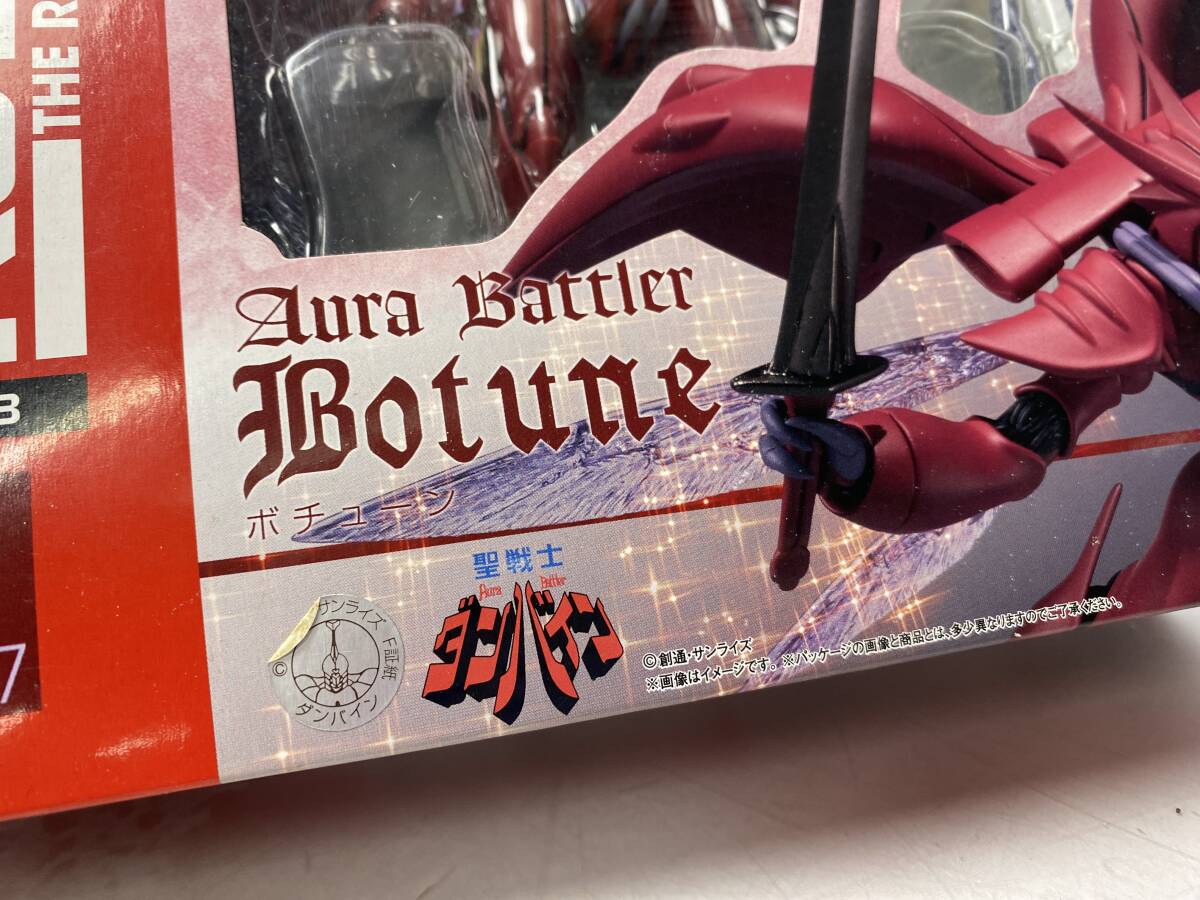 THE R
Aura Battler
Botune
ボチューン
聖戦士
Aura Battler
ダンバイン
サンライズ
F証紙
©
ダンバイン
©創通・サンライズ
※画像はイメージです。※パッケージの画像と商品とは、多少異なりますのでご了承ください。
3
7